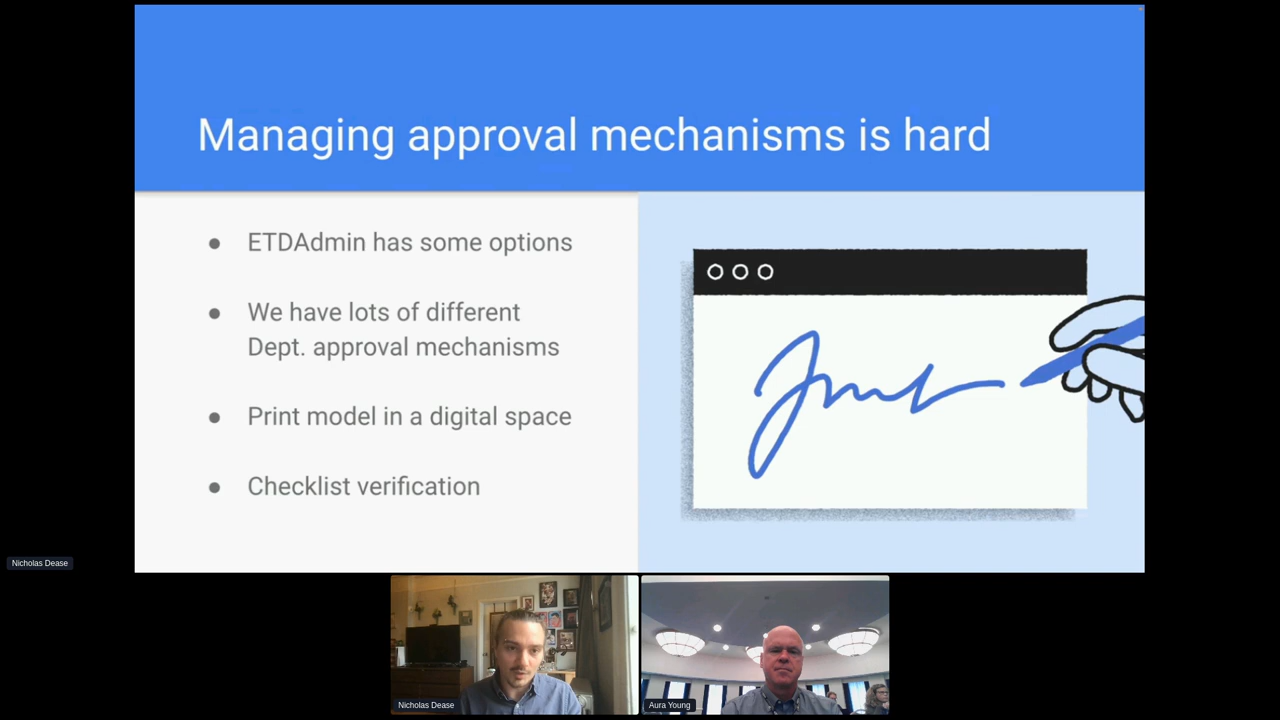 Managing approval mechanisms is hard
● ETDAdmin has some options
● We have lots of different
Dept. approval mechanisms
● Print model in a digital space
● Checklist verification
Nicholas Dease
Nicholas Dease
Aura Young